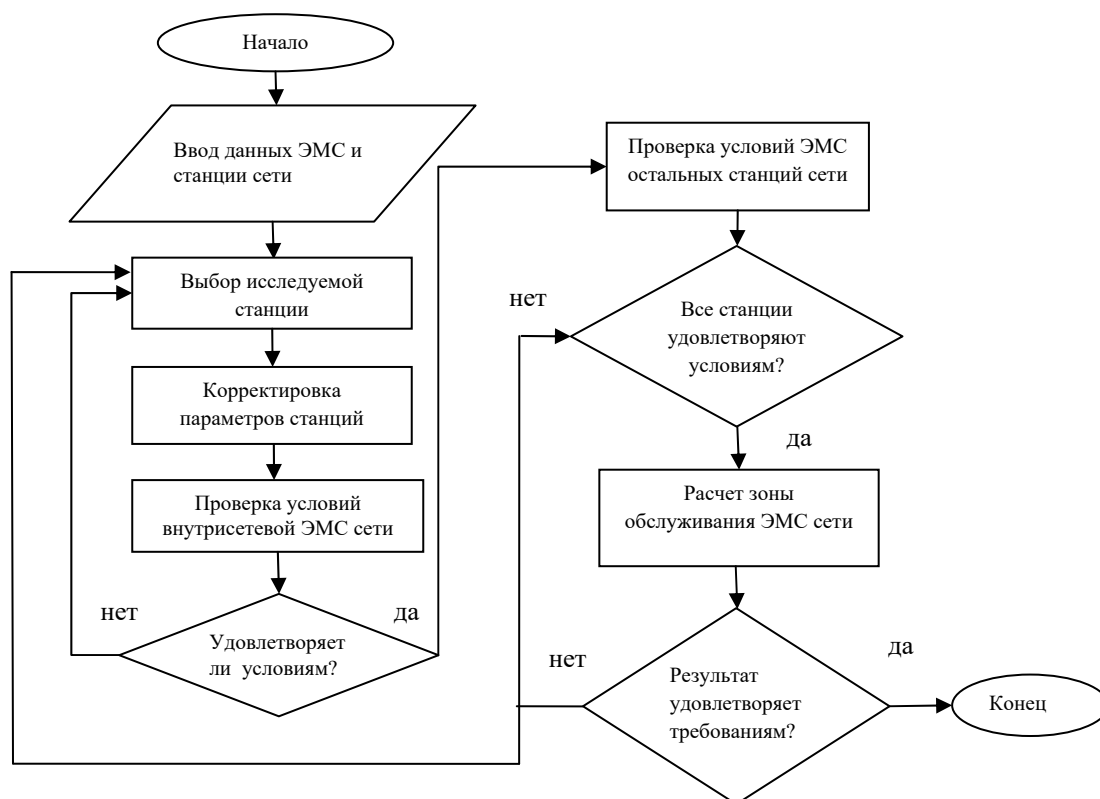 Начало
Ввод данных ЭМС и
станции сети
Выбор исследуемой
станции
Корректировка
параметров станций
Проверка условий
внутрисетевой ЭМС сети
нет
да
Удовлетворяет
ли условиям?
Проверка условий ЭМС
остальных станций сети
нет
Все станции
удовлетворяют
условиям?
да
Расчет зоны
обслуживания ЭМС сети
нет
да
Результат
удовлетворяет
требованиям?
Конец